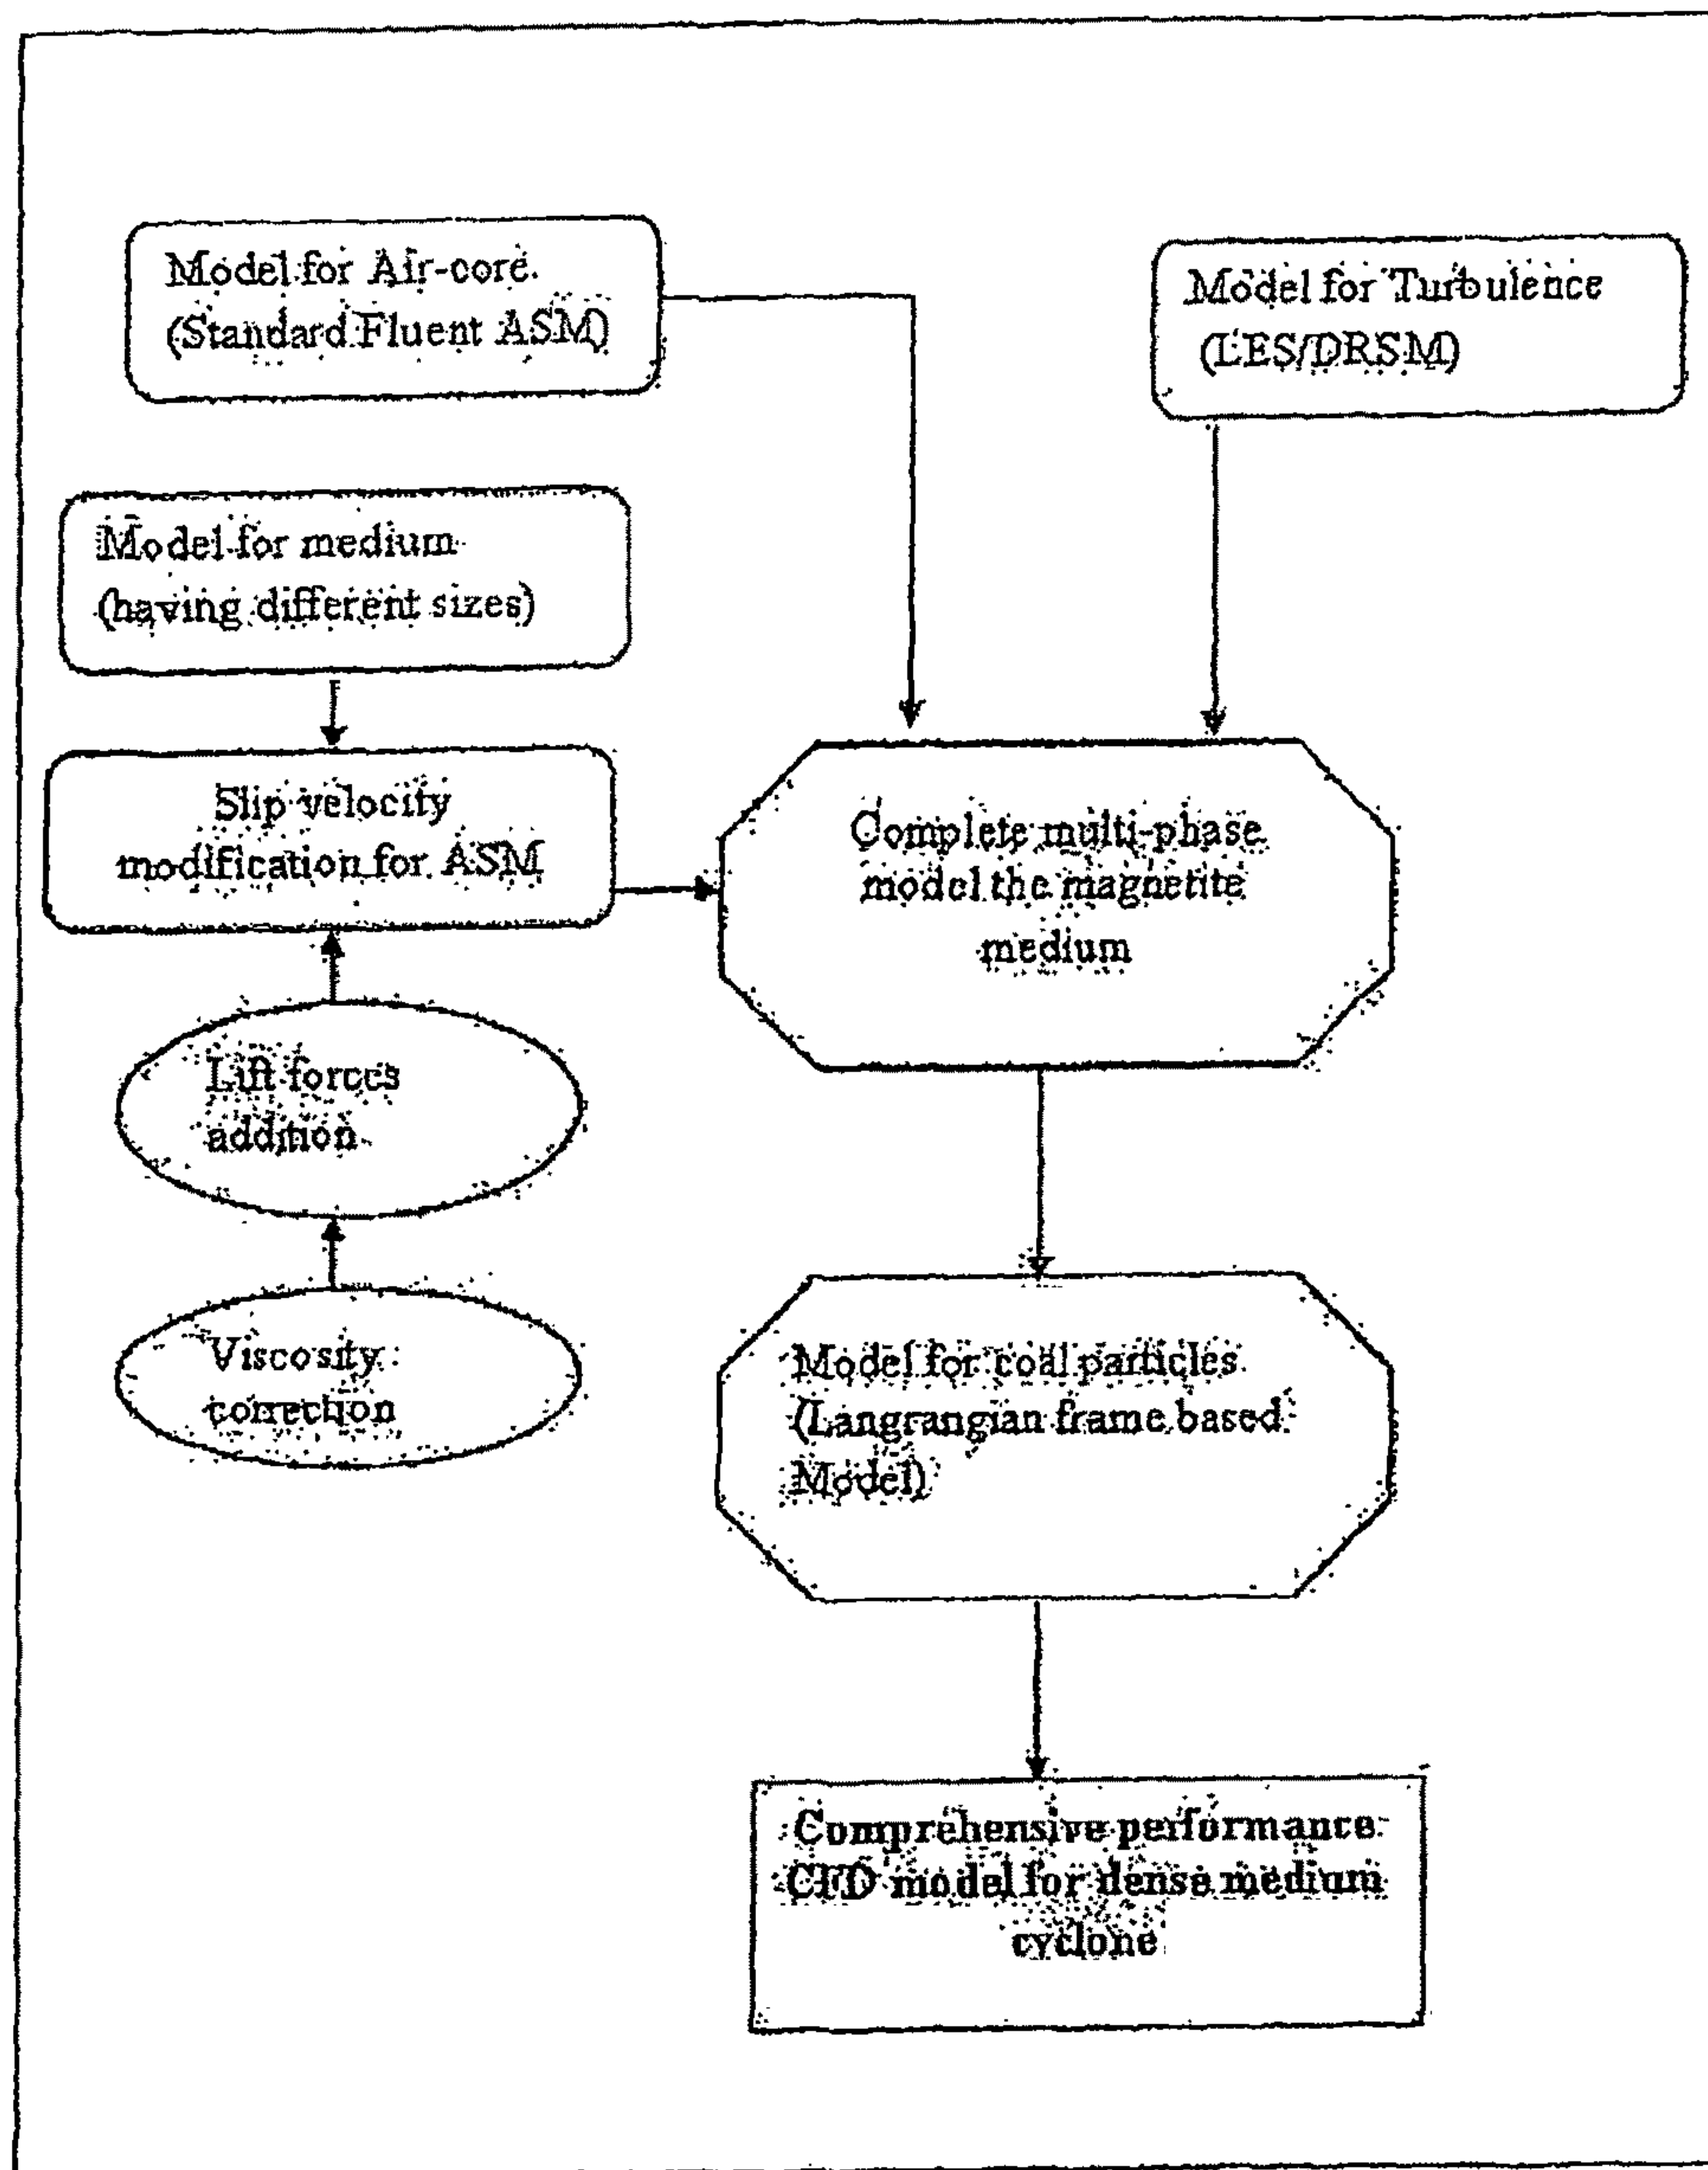 Model for Air-core.
(Standard Fluent ASM)
Model for Turbulence
(LES/DRSM)
Model for medium
(having different sizes)
Slip velocity
modification for ASM
Complete multi-phase
model the magnetite
medium
Lift forces
addition
Viscosity
correction
Model for coal particles
(Langrangian frame based
Model)
Comprehensive performance
CFD model for dense medium
cyclone